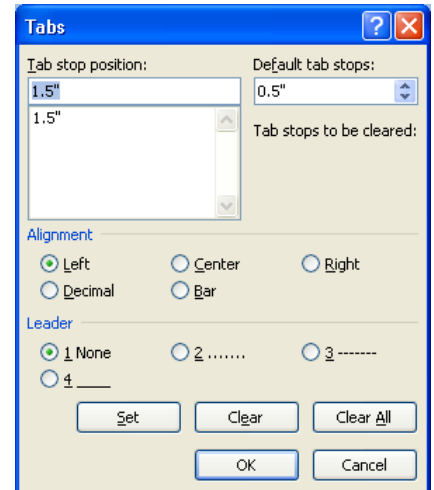 Tabs
Tab stop position: Default tab stops:
1.5" 0.5"
1.5" Tab stops to be cleared:
Alignment
Left Center Right
Decimal Bar
Leader
1 None 2 ....... 3 -------
4 ____
Set Clear Clear All
OK Cancel